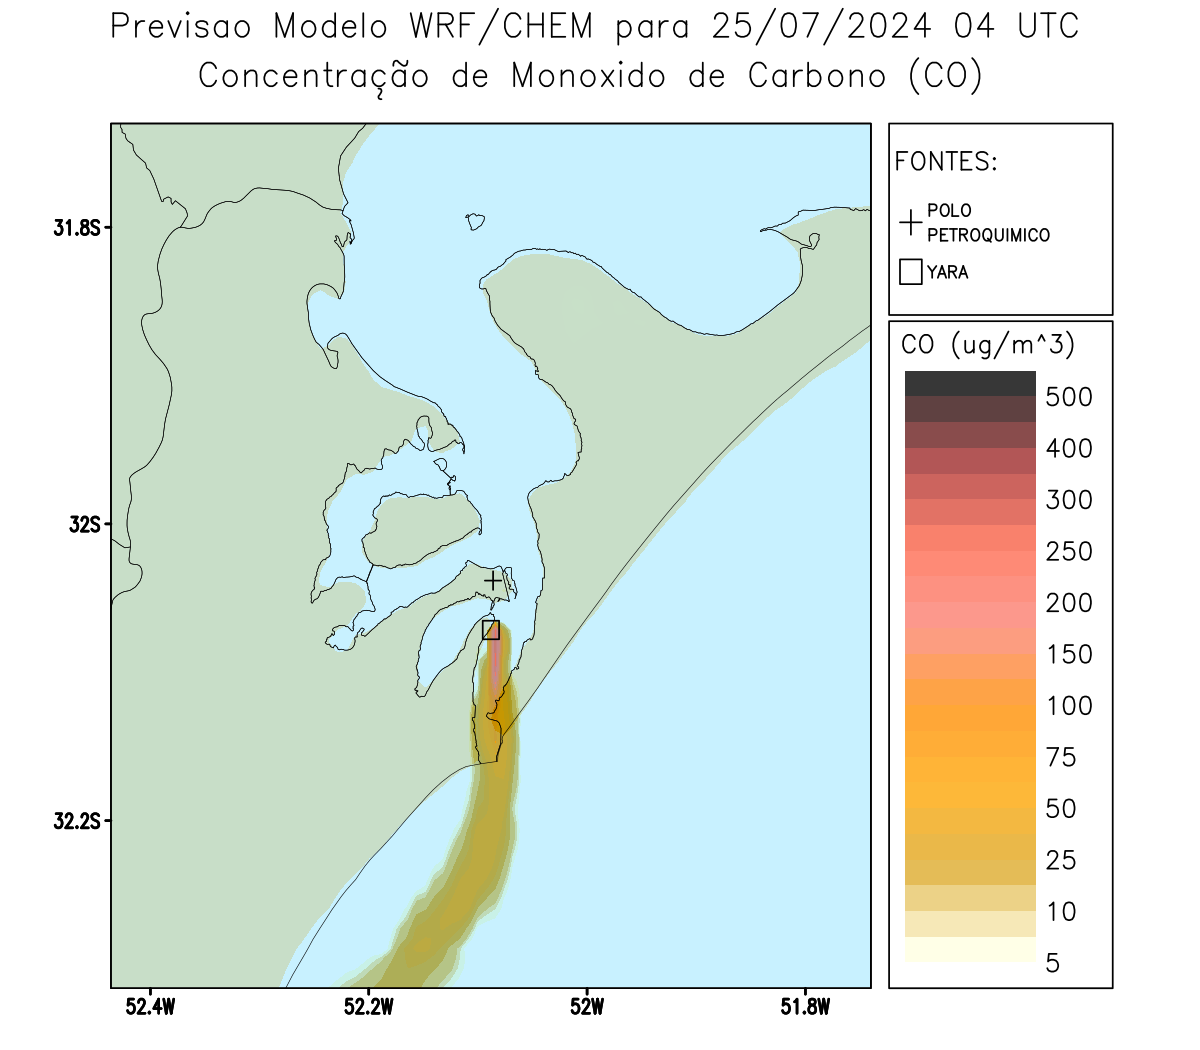 Previsao Modelo WRF/CHEM para 25/07/2024 04 UTC
Concentração de Monoxido de Carbono (CO)
FONTES:
POLO
PETROQUIMICO
YARA
CO (ug/m^3)
500
400
300
250
200
150
100
75
50
25
10
5
31.8S
32S
32.2S
52.4W
52.2W
52W
51.8W